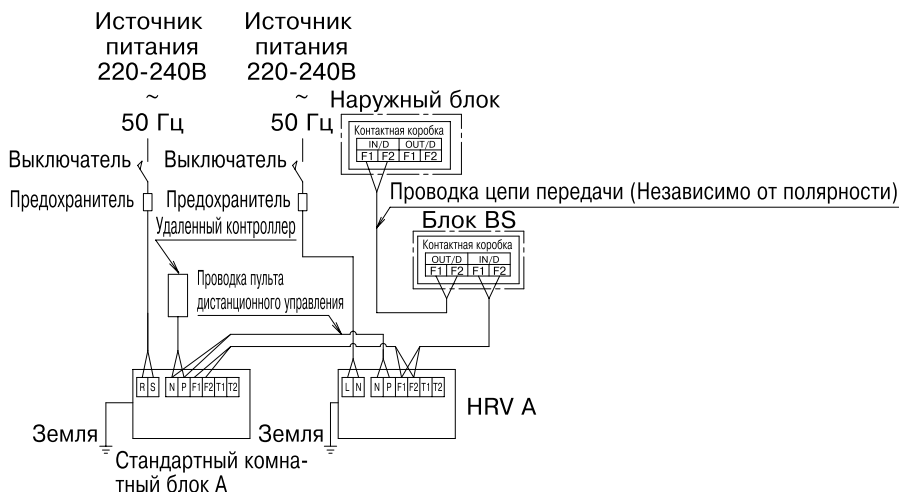 Источник
питания
220-240В
~
50 Гц
Источник
питания
220-240В
~
50 Гц
Наружный блок
Контактная коробка
IN/D OUT/D
F1 F2 F1 F2
Выключатель
Выключатель
Предохранитель
Предохранитель
Проводка цепи передачи (Независимо от полярности)
Удаленный контроллер
Блок BS
Контактная коробка
OUT/D IN/D
F1 F2 F1 F2
Проводка пульта
дистанционного управления
R S N P F1 F2 T1 T2
L N N P F1 F2 T1 T2
HRV A
Земля
Земля
Стандартный комна-
тный блок A